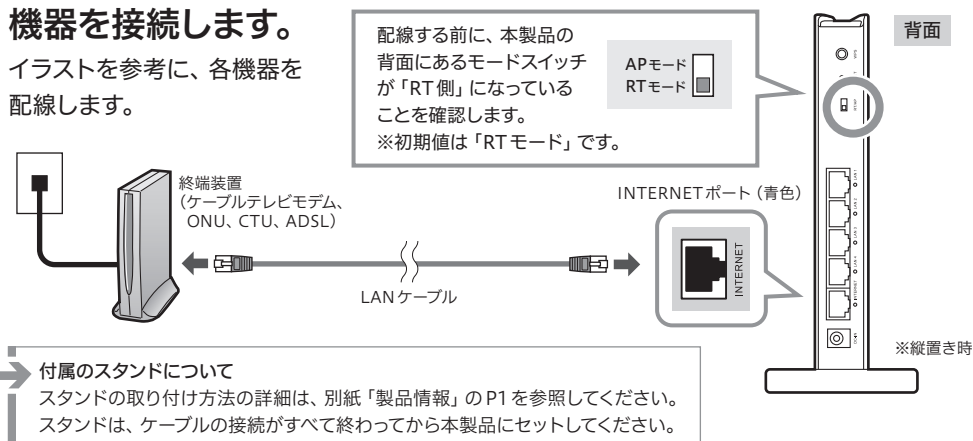 機器を接続します。
イラストを参考に、各機器を
配線します。
配線する前に、本製品の
背面にあるモードスイッチ
が「RT側」になっている
ことを確認します。
※初期値は「RTモード」です。
APモード
RTモード
背面
終端装置
（ケーブルテレビモデム、
ONU、CTU、ADSL）
LANケーブル
INTERNETポート（青色）
INTERNET
LAN 1
LAN 2
LAN 3
LAN 4
INTERNET
※縦置き時
付属のスタンドについて
スタンドの取り付け方法の詳細は、別紙「製品情報」のP1を参照してください。
スタンドは、ケーブルの接続がすべて終わってから本製品にセットしてください。